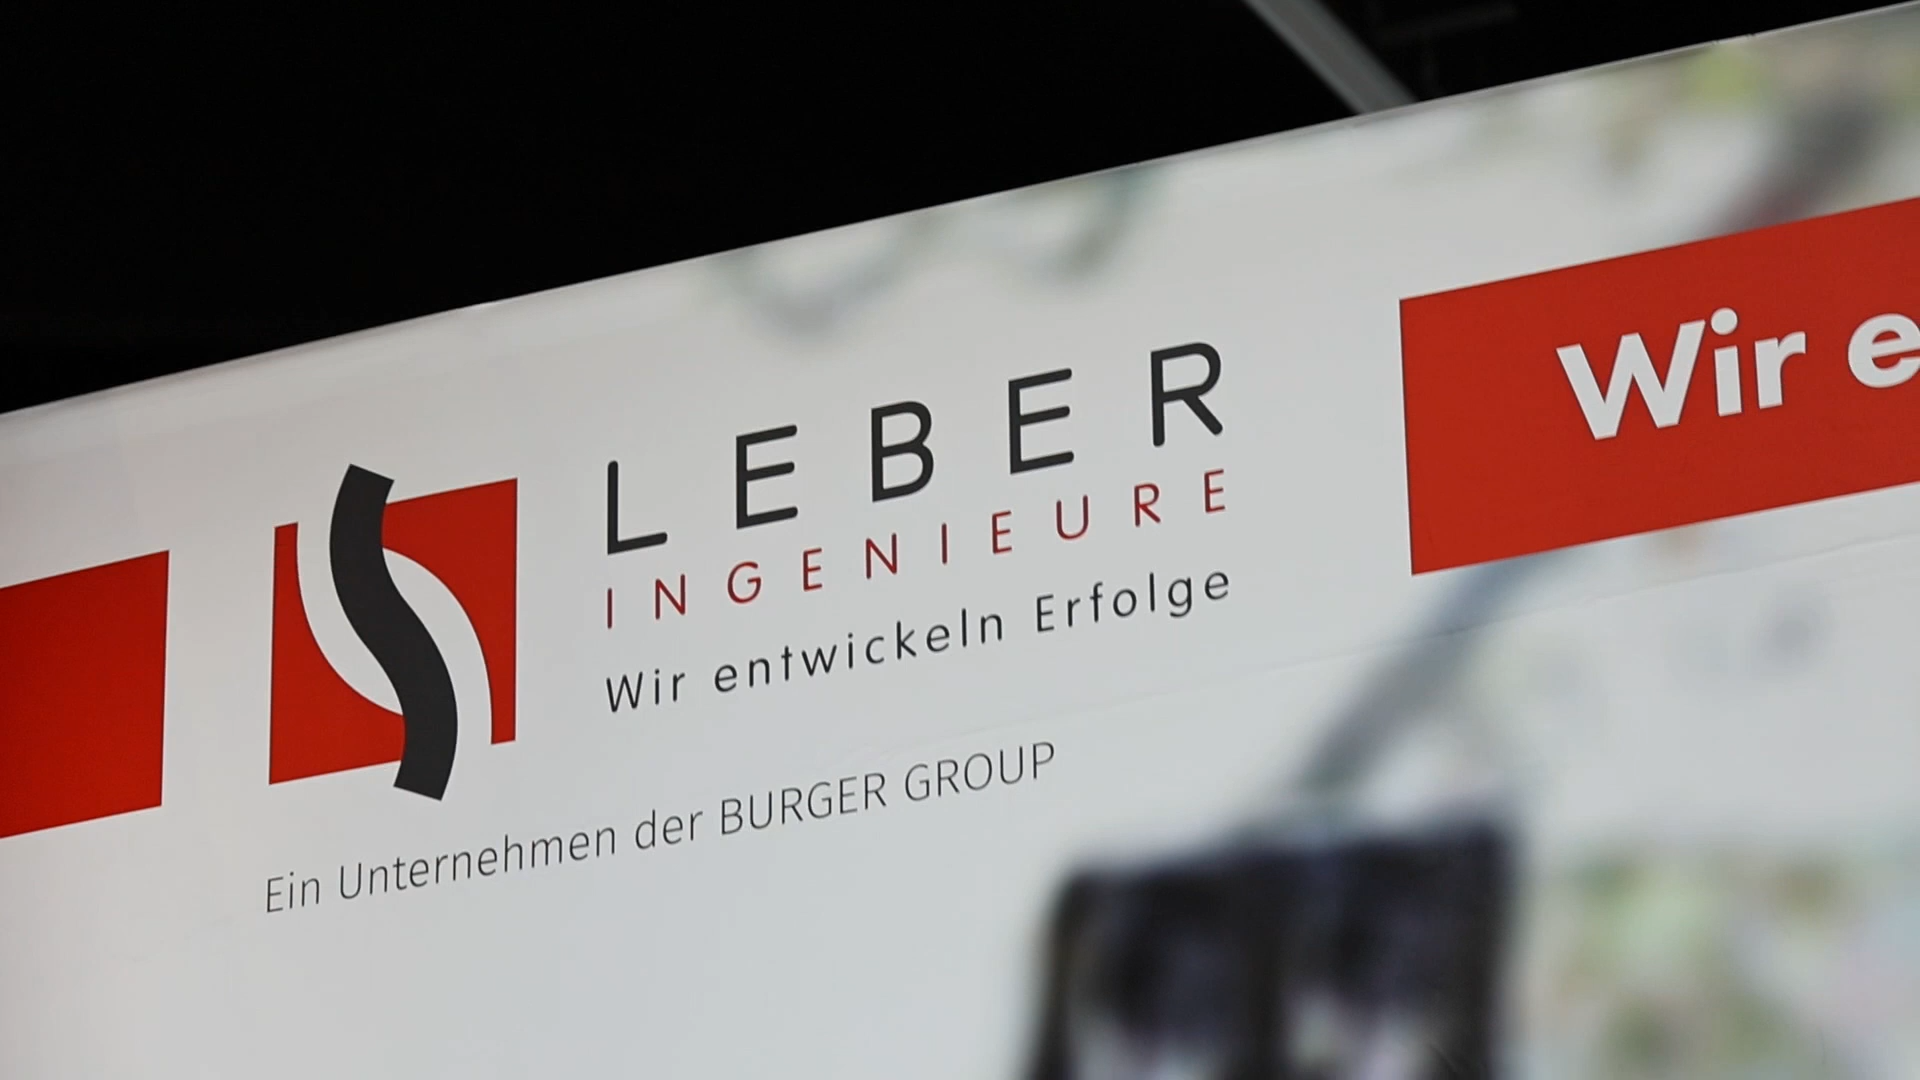 LEBER
INGENIEURE
Wir entwickeln Erfolge
Ein Unternehmen der BURGER GROUP
Wir e